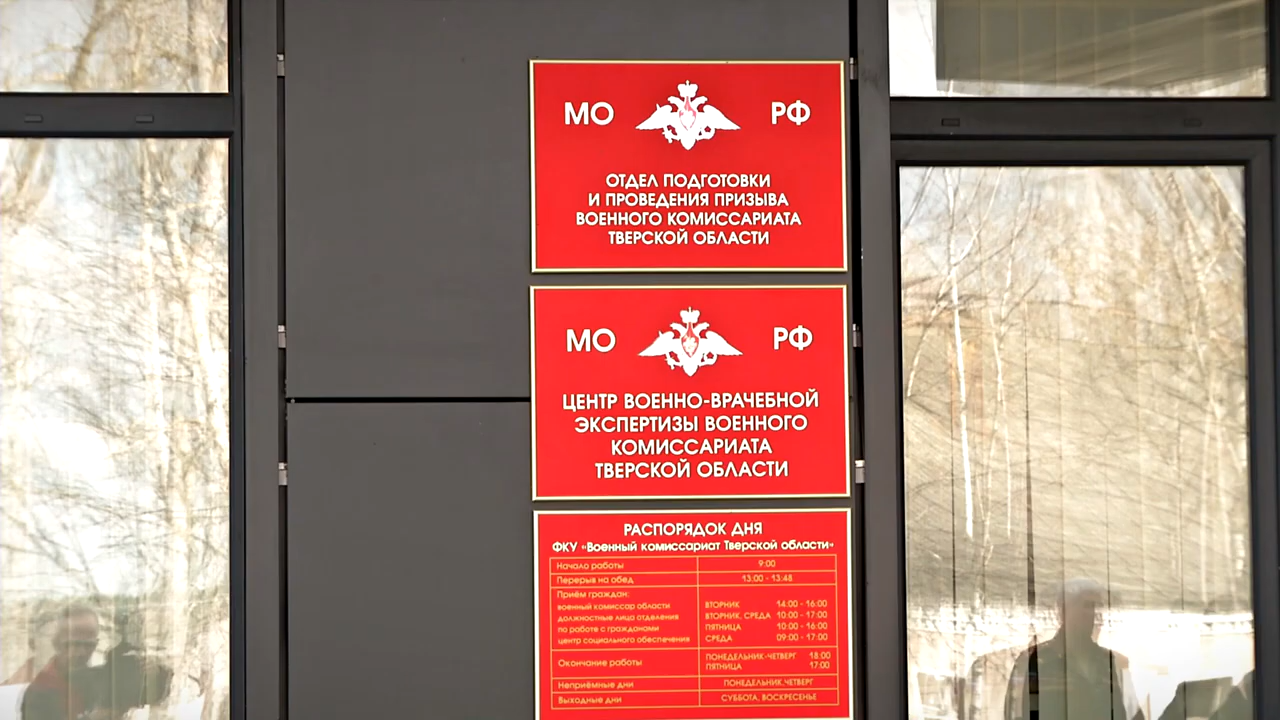 МО РФ
ОТДЕЛ ПОДГОТОВКИ
И ПРОВЕДЕНИЯ ПРИЗЫВА
ВОЕННОГО КОМИССАРИАТА
ТВЕРСКОЙ ОБЛАСТИ
МО РФ
ЦЕНТР ВОЕННО-ВРАЧЕБНОЙ
ЭКСПЕРТИЗЫ ВОЕННОГО
КОМИССАРИАТА
ТВЕРСКОЙ ОБЛАСТИ
РАСПОРЯДОК ДНЯ
ФКУ «Военный комиссариат Тверской области»
Начало работы 9:00
Перерыв на обед 13:00 - 13:48
Приём граждан:
военный комиссар области ВТОРНИК 14:00 - 16:00
должностные лица отделения ВТОРНИК, СРЕДА 10:00 - 17:00
по работе с гражданами ПЯТНИЦА 10:00 - 16:00
центр социального обеспечения СРЕДА 09:00 - 17:00
Окончание работы ПОНЕДЕЛЬНИК-ЧЕТВЕРГ 18:00
ПЯТНИЦА 17:00
Неприёмные дни ПОНЕДЕЛЬНИК,ЧЕТВЕРГ
Выходные дни СУББОТА, ВОСКРЕСЕНЬЕ